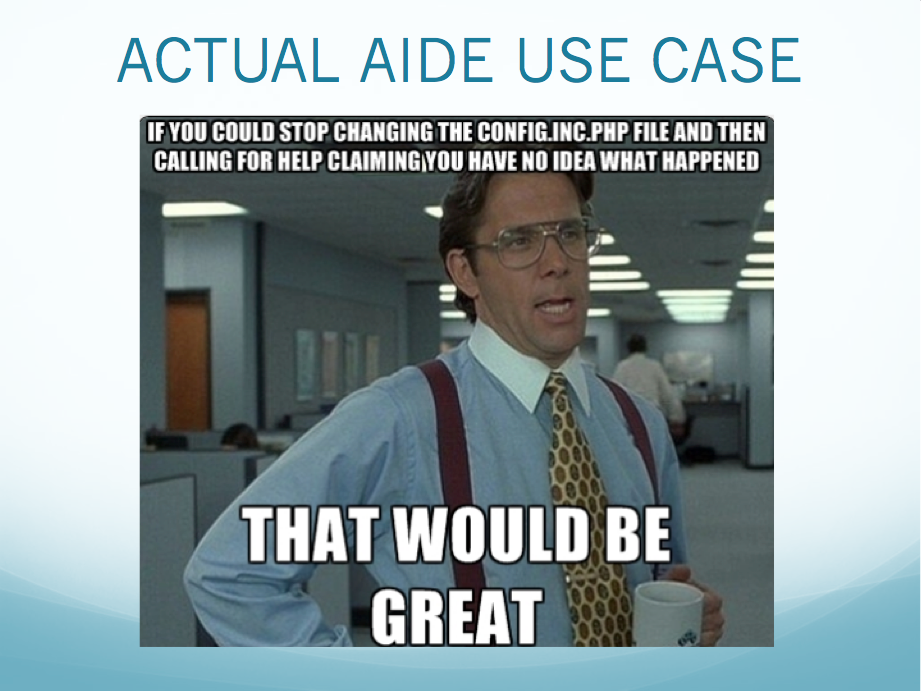 ACTUAL AIDE USE CASE
IF YOU COULD STOP CHANGING THE CONFIG.INC.PHP FILE AND THEN
CALLING FOR HELP CLAIMING YOU HAVE NO IDEA WHAT HAPPENED
THAT WOULD BE
GREAT